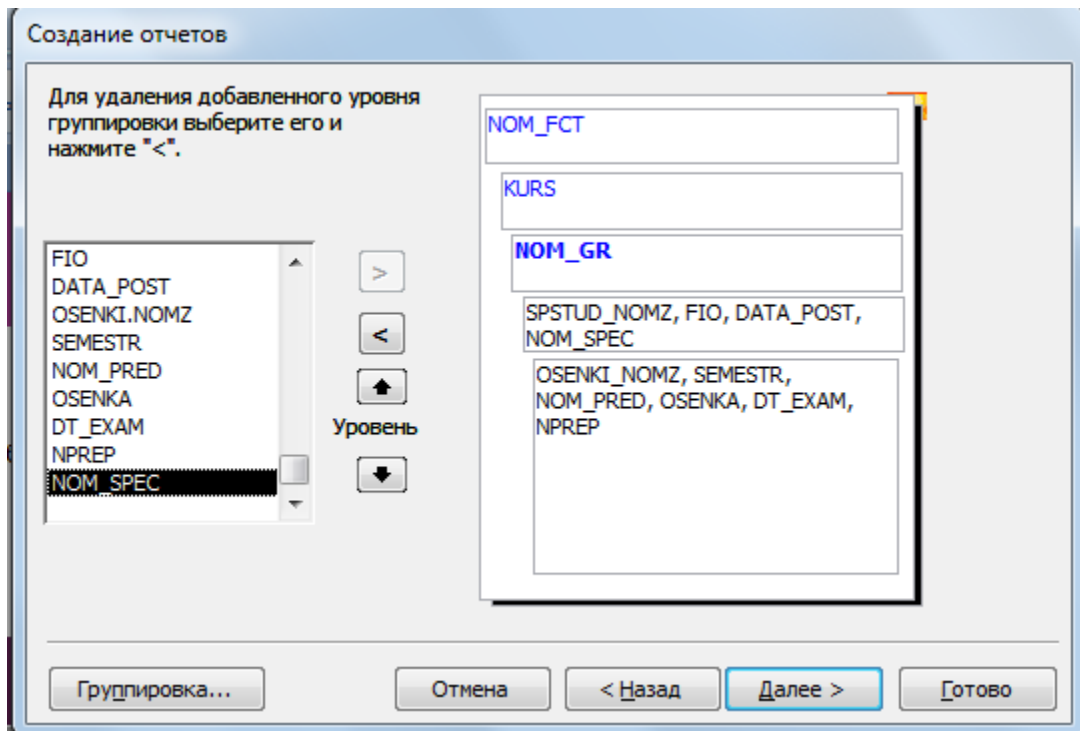 Создание отчетов
Для удаления добавленного уровня
группировки выберите его и
нажмите "<".
FIO
DATA_POST
OSENKI.NOMZ
SEMESTR
NOM_PRED
OSENKA
DT_EXAM
NPREP
NOM_SPEC
>
<
Уровень
NOM_FCT
KURS
NOM_GR
SPSTUD_NOMZ, FIO, DATA_POST,
NOM_SPEC
OSENKI_NOMZ, SEMESTR,
NOM_PRED, OSENKA, DT_EXAM,
NPREP
Группировка...
Отмена
< Назад
Далее >
Готово